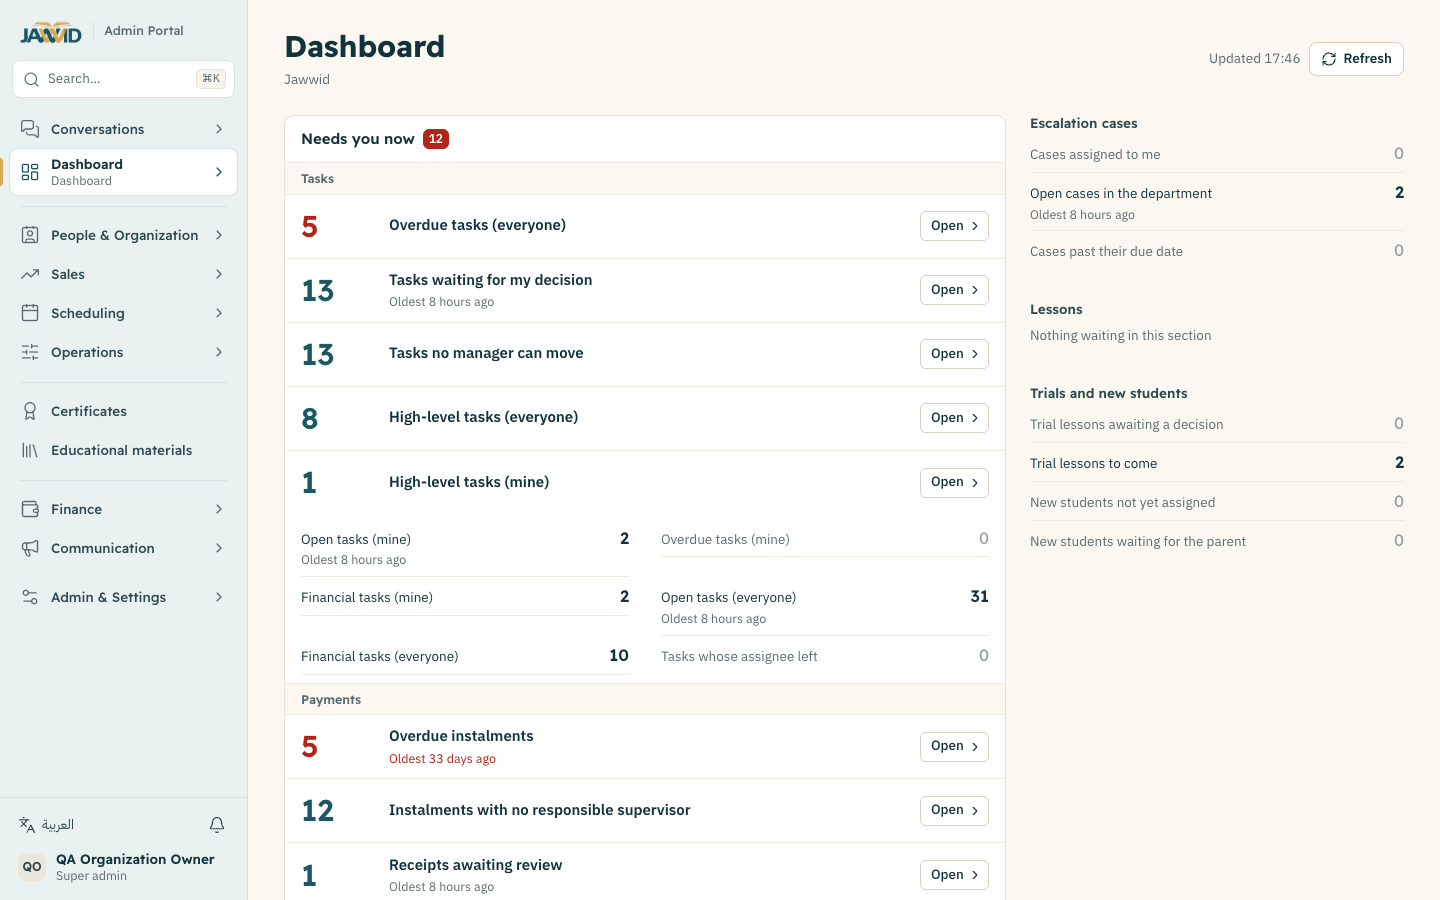 JAWWID
Admin Portal
Search...
⌘K
Conversations
Dashboard
Dashboard
People & Organization
Sales
Scheduling
Operations
Certificates
Educational materials
Finance
Communication
Admin & Settings
العربية
QO
QA Organization Owner
Super admin
Dashboard
Jawwid
Updated 17:46
Refresh
Needs you now 12
Tasks
5 Overdue tasks (everyone) Open
13 Tasks waiting for my decision Open
Oldest 8 hours ago
13 Tasks no manager can move Open
8 High-level tasks (everyone) Open
1 High-level tasks (mine) Open
Open tasks (mine) 2
Oldest 8 hours ago
Overdue tasks (mine) 0
Financial tasks (mine) 2
Open tasks (everyone) 31
Oldest 8 hours ago
Financial tasks (everyone) 10
Tasks whose assignee left 0
Payments
5 Overdue instalments Open
Oldest 33 days ago
12 Instalments with no responsible supervisor Open
1 Receipts awaiting review Open
Oldest 8 hours ago
Escalation cases
Cases assigned to me 0
Open cases in the department 2
Oldest 8 hours ago
Cases past their due date 0
Lessons
Nothing waiting in this section
Trials and new students
Trial lessons awaiting a decision 0
Trial lessons to come 2
New students not yet assigned 0
New students waiting for the parent 0